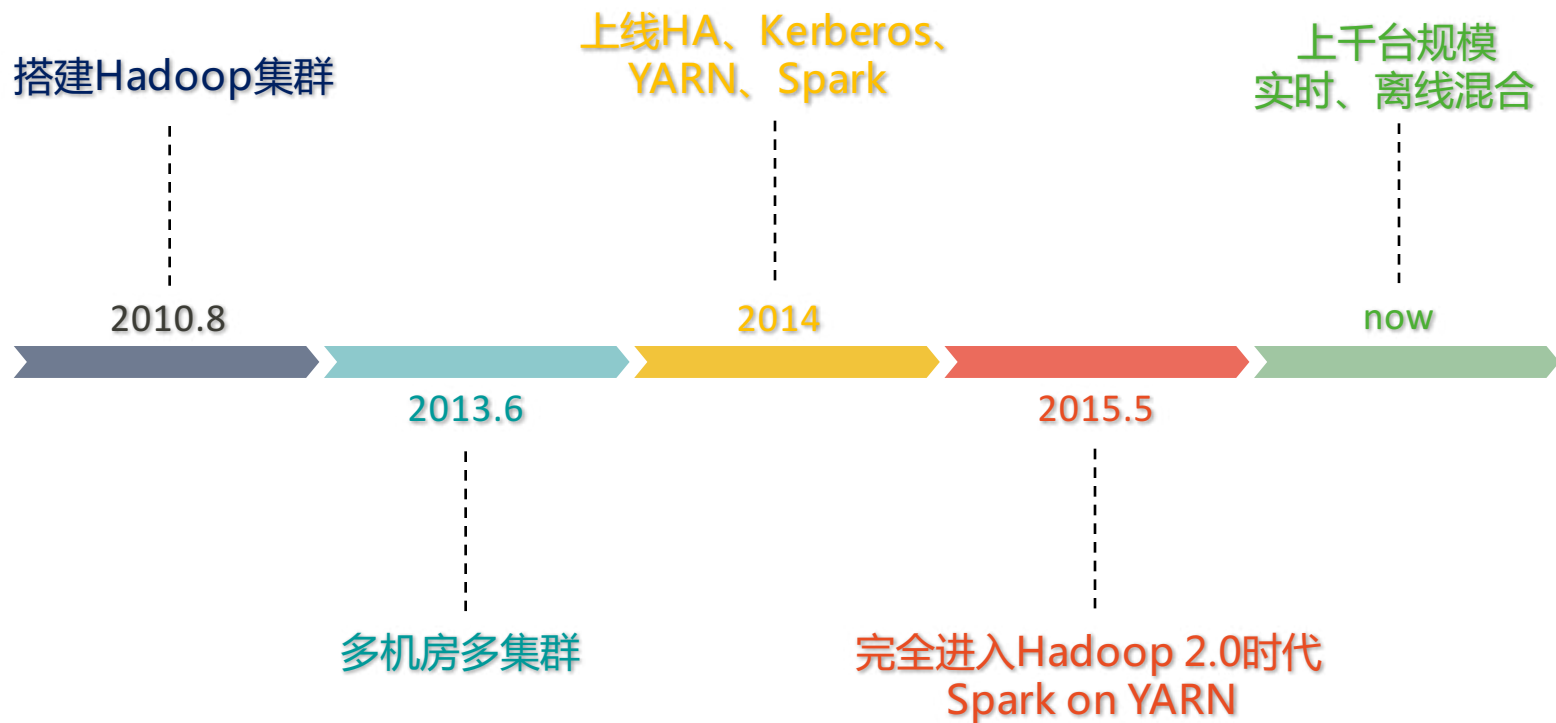 搭建Hadoop集群
2010.8
2013.6
多机房多集群
上线HA、Kerberos、
YARN、Spark
2014
2015.5
完全进入Hadoop 2.0时代
Spark on YARN
上千台规模
实时、离线混合
now